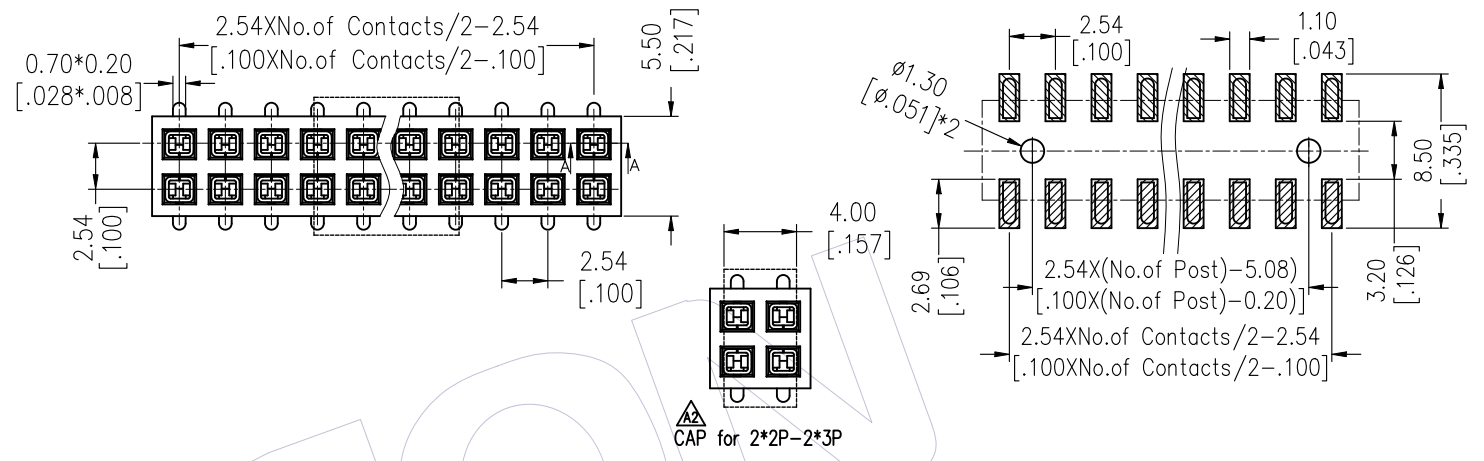 2.54XNo.of Contacts/2-2.54
[.100XNo.of Contacts/2-.100]
0.70*0.20
[.028*.008]
5.50
[.217]
A
A
2.54
[.100]
2.54
[.100]
4.00
[.157]
A2
CAP for 2*2P-2*3P
2.54
[.100]
1.10
[.043]
ø1.30
[ø.051]*2
8.50
[.335]
3.20
[.126]
2.69
[.106]
2.54X(No.of Post)-5.08)
[.100X(No.of Post)-0.20)]
2.54XNo.of Contacts/2-2.54
[.100XNo.of Contacts/2-.100]